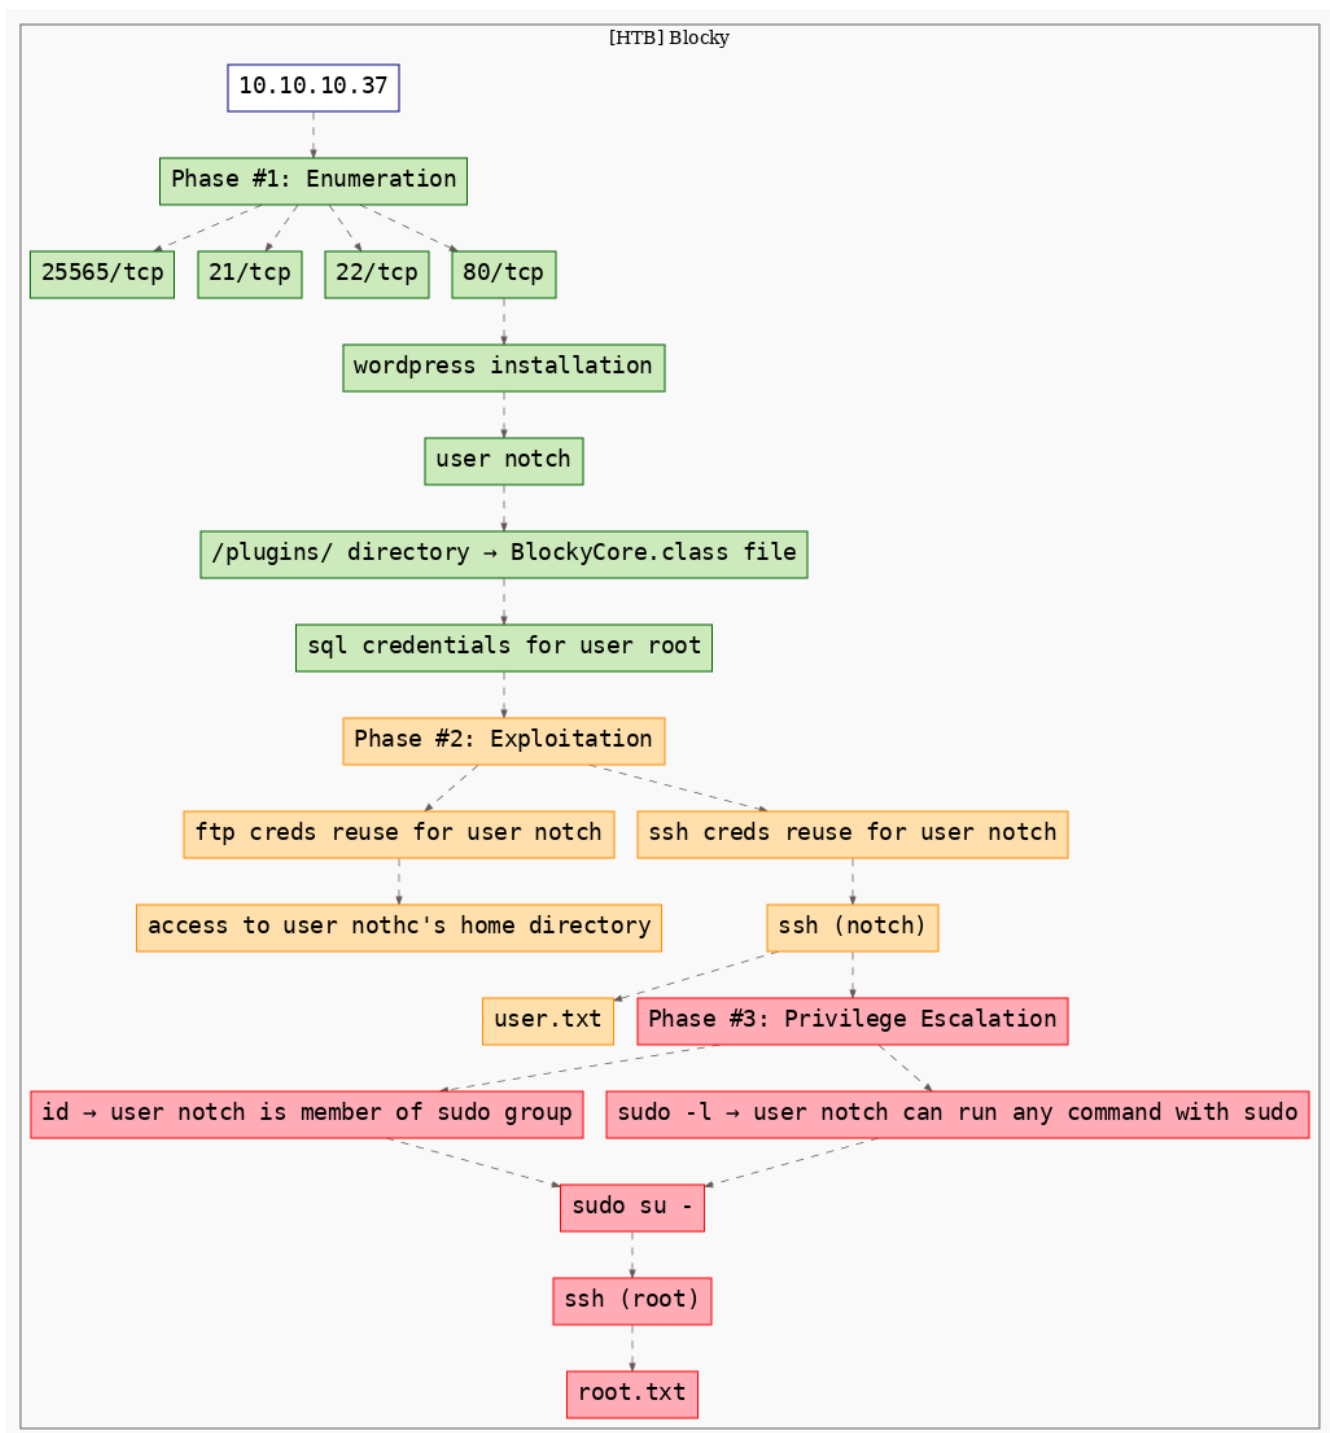 [HTB] Blocky
10.10.10.37
Phase #1: Enumeration
25565/tcp
21/tcp
22/tcp
80/tcp
wordpress installation
user notch
/plugins/ directory → BlockyCore.class file
sql credentials for user root
Phase #2: Exploitation
ftp creds reuse for user notch
ssh creds reuse for user notch
access to user nothc's home directory
ssh (notch)
user.txt
Phase #3: Privilege Escalation
id → user notch is member of sudo group
sudo -l → user notch can run any command with sudo
sudo su -
ssh (root)
root.txt